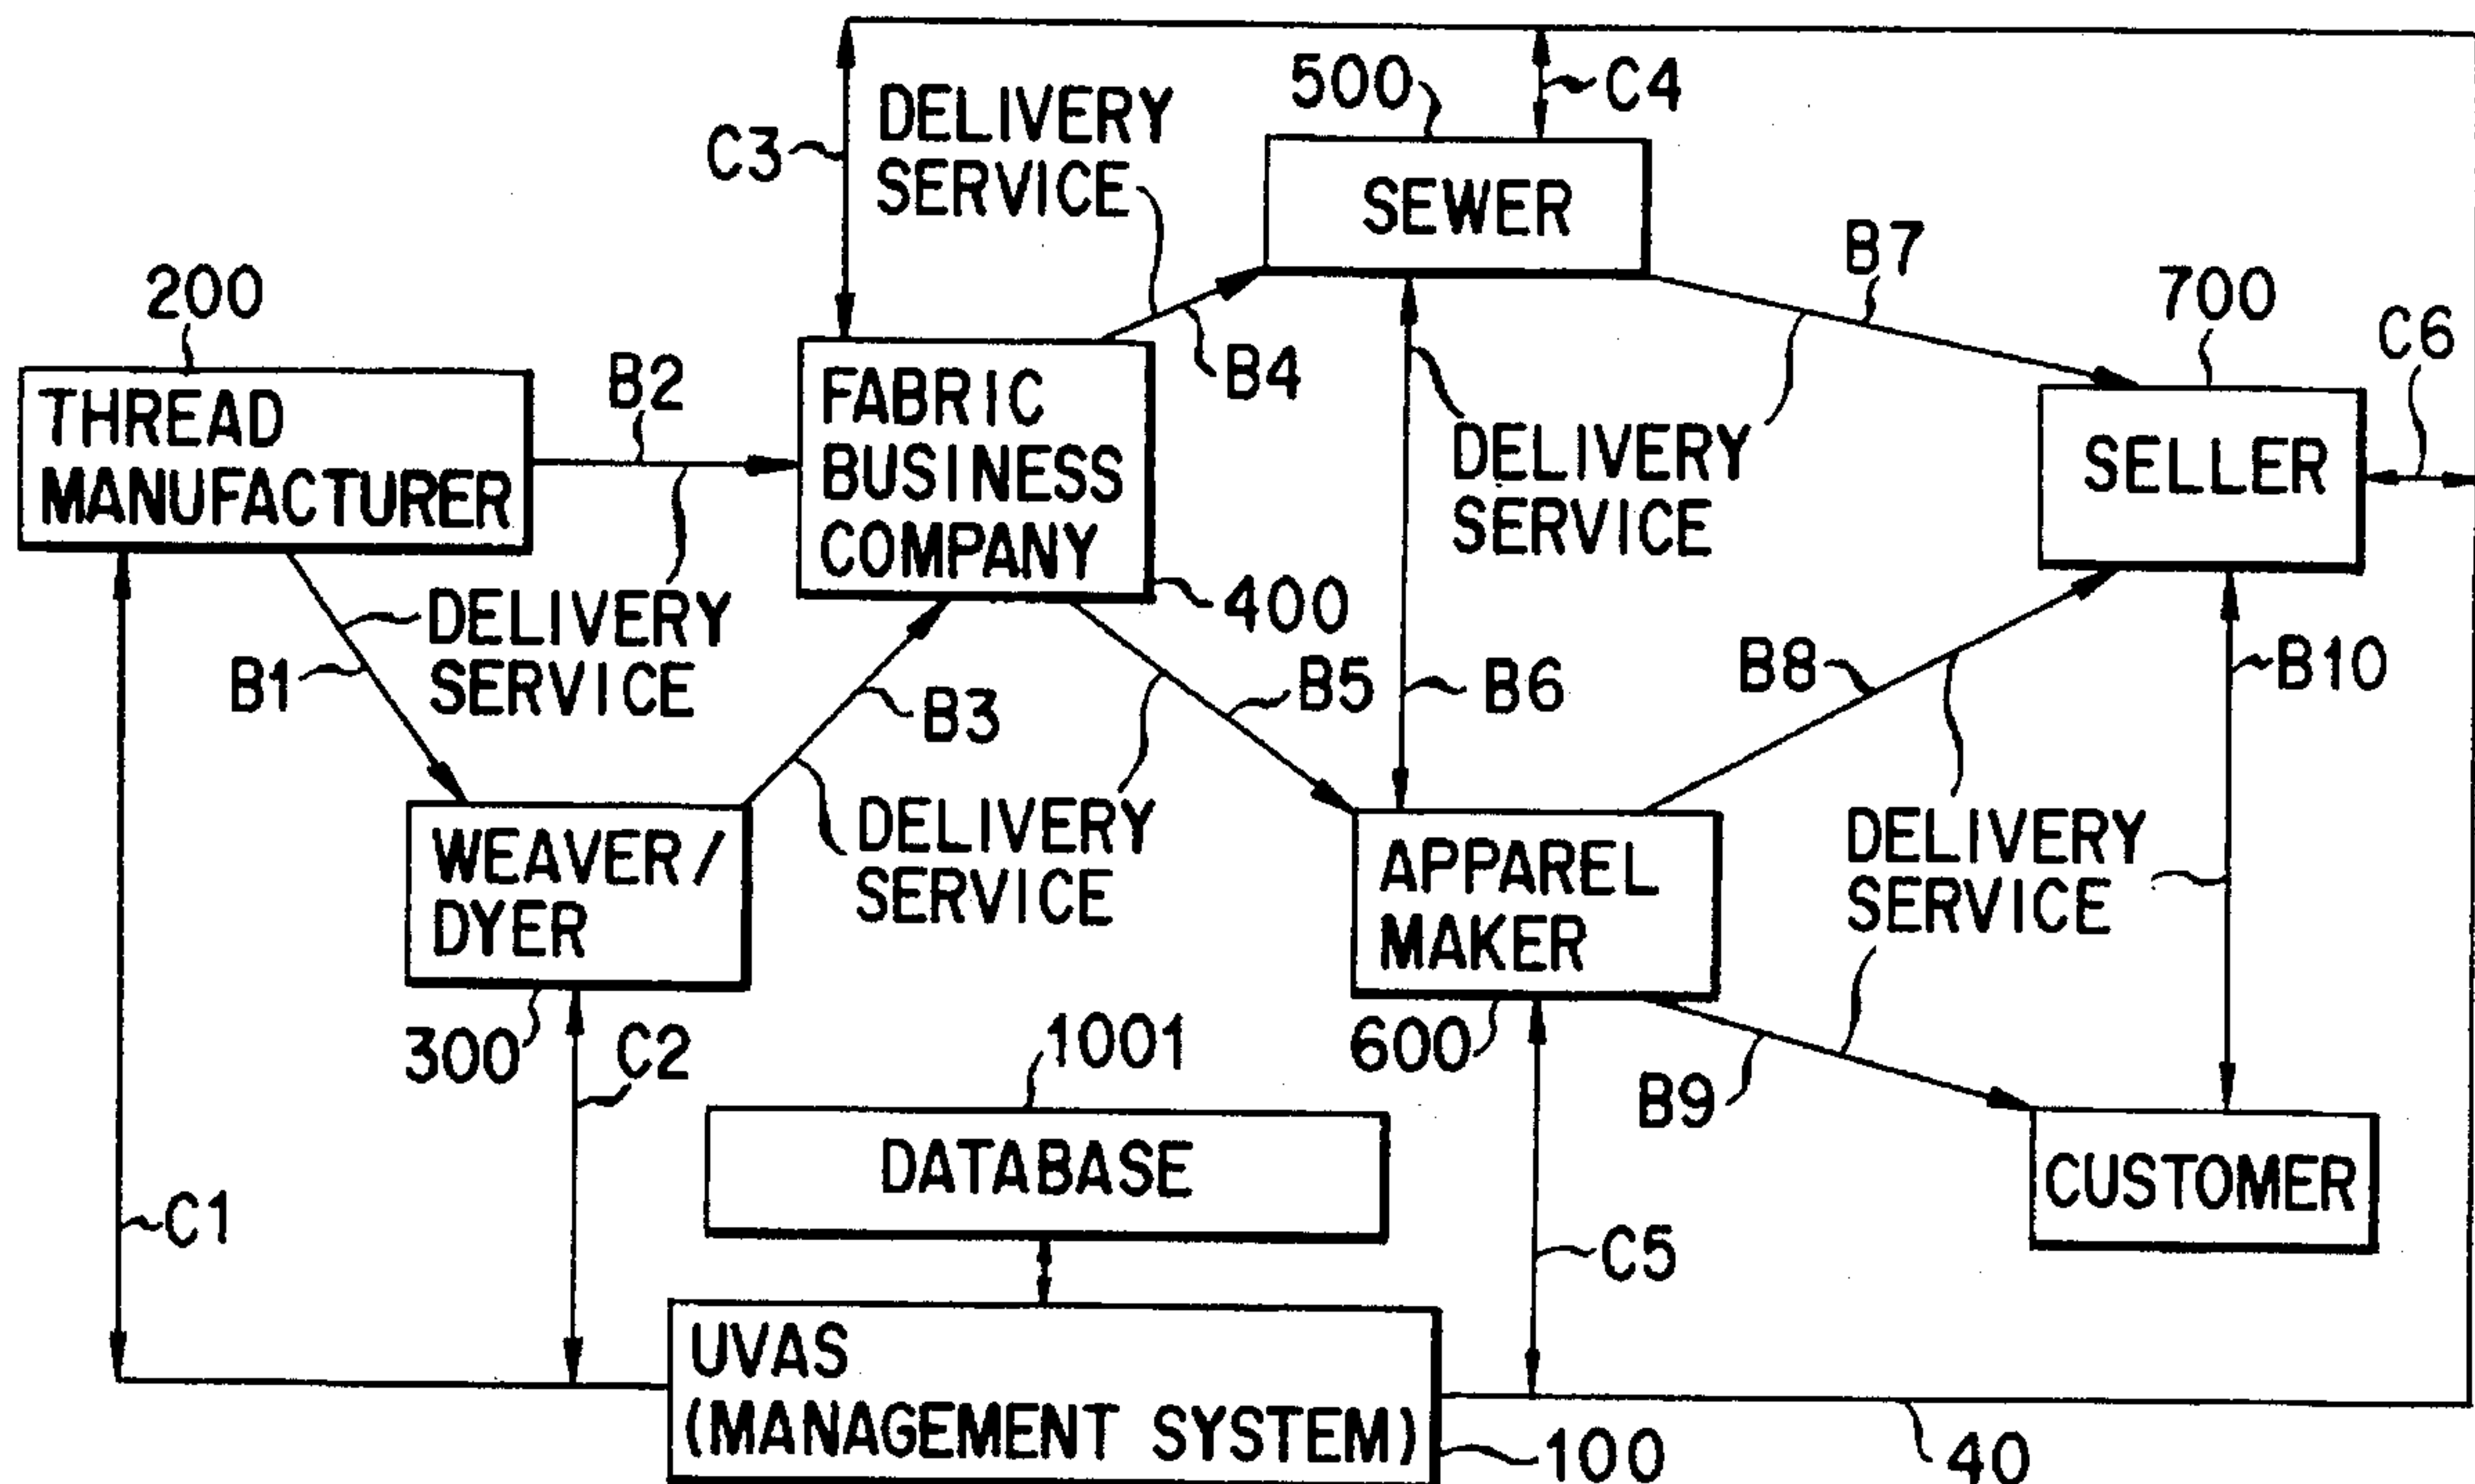 C3
DELIVERY
SERVICE
500
C4
SEWER
B7
200
700
C6
THREAD
MANUFACTURER
B2
FABRIC
BUSINESS
COMPANY
B4
DELIVERY
SERVICE
SELLER
400
DELIVERY
SERVICE
B1
B3
B5
B6
B8
B10
WEAVER/
DYER
DELIVERY
SERVICE
APPAREL
MAKER
DELIVERY
SERVICE
300
C2
1001
600
B9
DATABASE
CUSTOMER
C1
C5
UVAS
(MANAGEMENT SYSTEM)
100
40